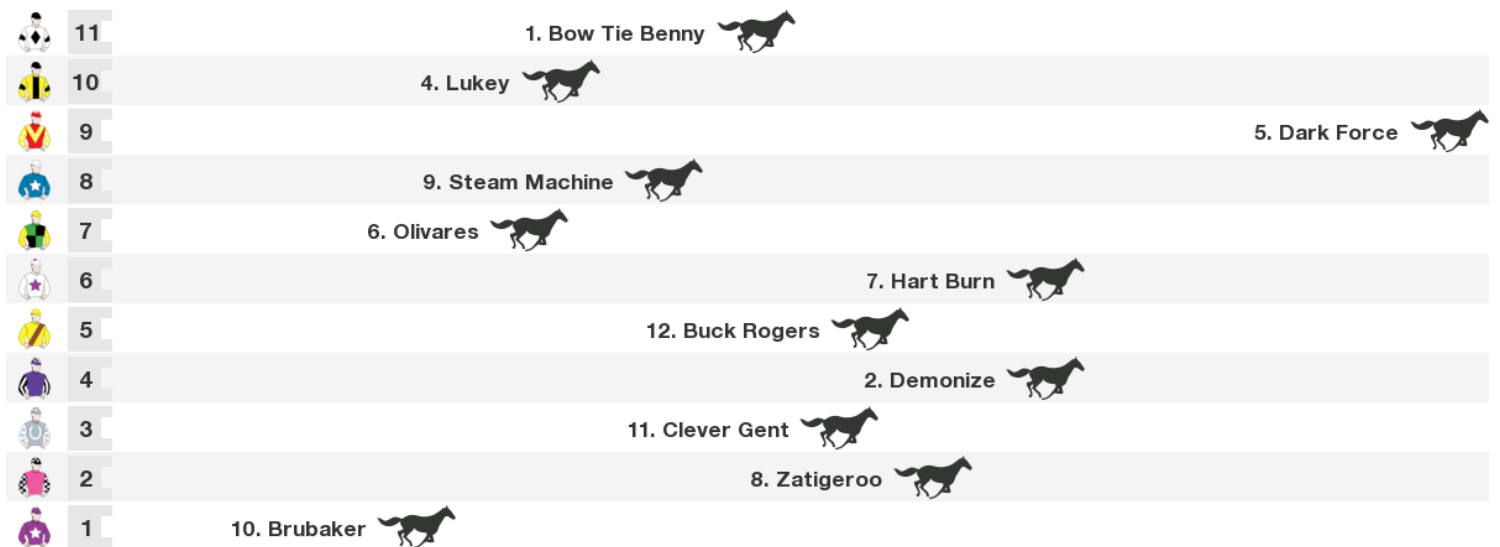 11 1. Bow Tie Benny
10 4. Lukey
9 5. Dark Force
8 9. Steam Machine
7 6. Olivares
6 7. Hart Burn
5 12. Buck Rogers
4 2. Demonize
3 11. Clever Gent
2 8. Zatigeroo
1 10. Brubaker